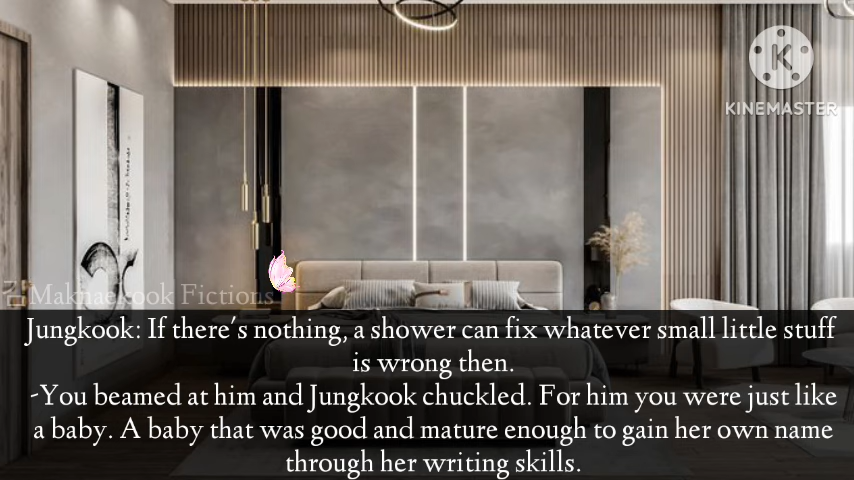 KINEMASTER
Maknaekook Fictions
Jungkook: If there's nothing, a shower can fix whatever small little stuff
is wrong then.
-You beamed at him and Jungkook chuckled. For him you were just like
a baby. A baby that was good and mature enough to gain her own name
through her writing skills.